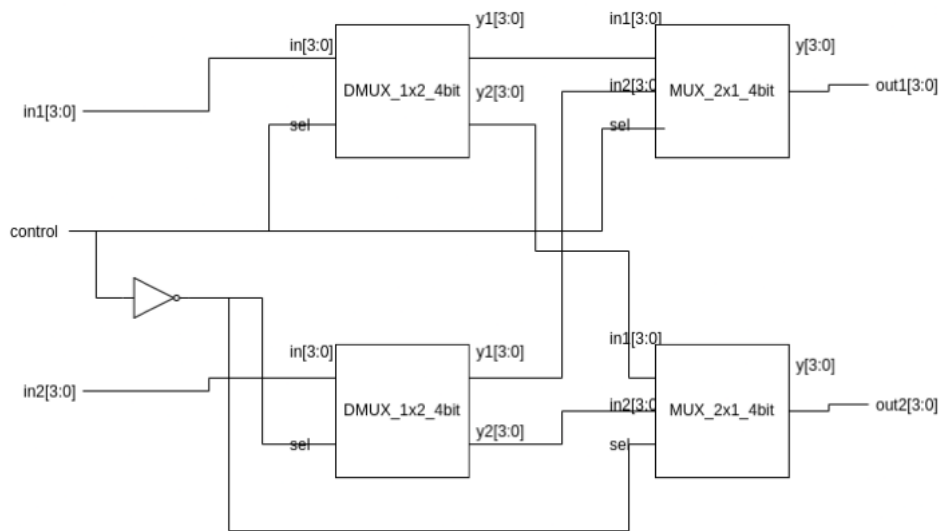 in1[3:0]
in[3:0]
sel
DMUX_1x2_4bit
y1[3:0]
y2[3:0]
in1[3:0]
in2[3:0]
sel
MUX_2x1_4bit
y[3:0]
out1[3:0]
control
in2[3:0]
in[3:0]
sel
DMUX_1x2_4bit
y1[3:0]
y2[3:0]
in1[3:0]
in2[3:0]
sel
MUX_2x1_4bit
y[3:0]
out2[3:0]